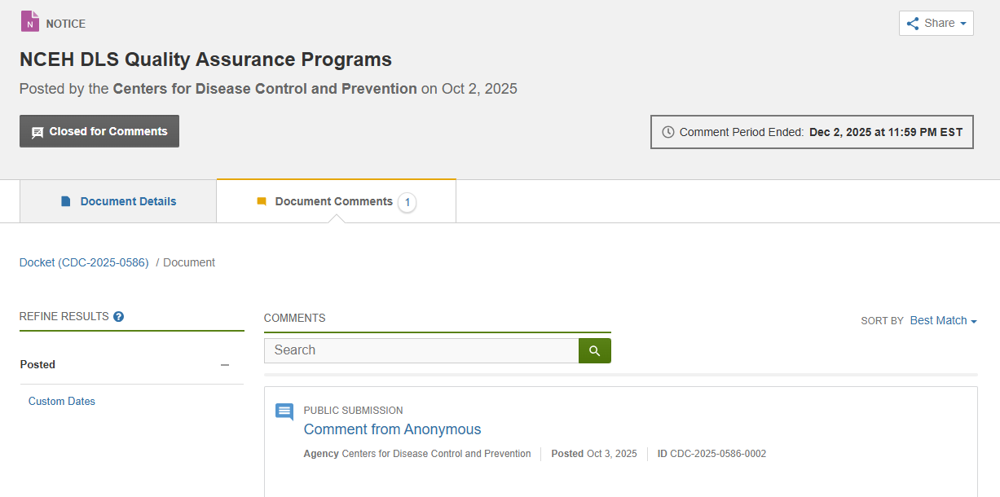 N NOTICE
Share
NCEH DLS Quality Assurance Programs
Posted by the Centers for Disease Control and Prevention on Oct 2, 2025
Closed for Comments
Comment Period Ended: Dec 2, 2025 at 11:59 PM EST
Document Details
Document Comments 1
Docket (CDC-2025-0586) / Document
REFINE RESULTS ?
COMMENTS
SORT BY Best Match
Search
Posted
Custom Dates
PUBLIC SUBMISSION
Comment from Anonymous
Agency Centers for Disease Control and Prevention Posted Oct 3, 2025 ID CDC-2025-0586-0002